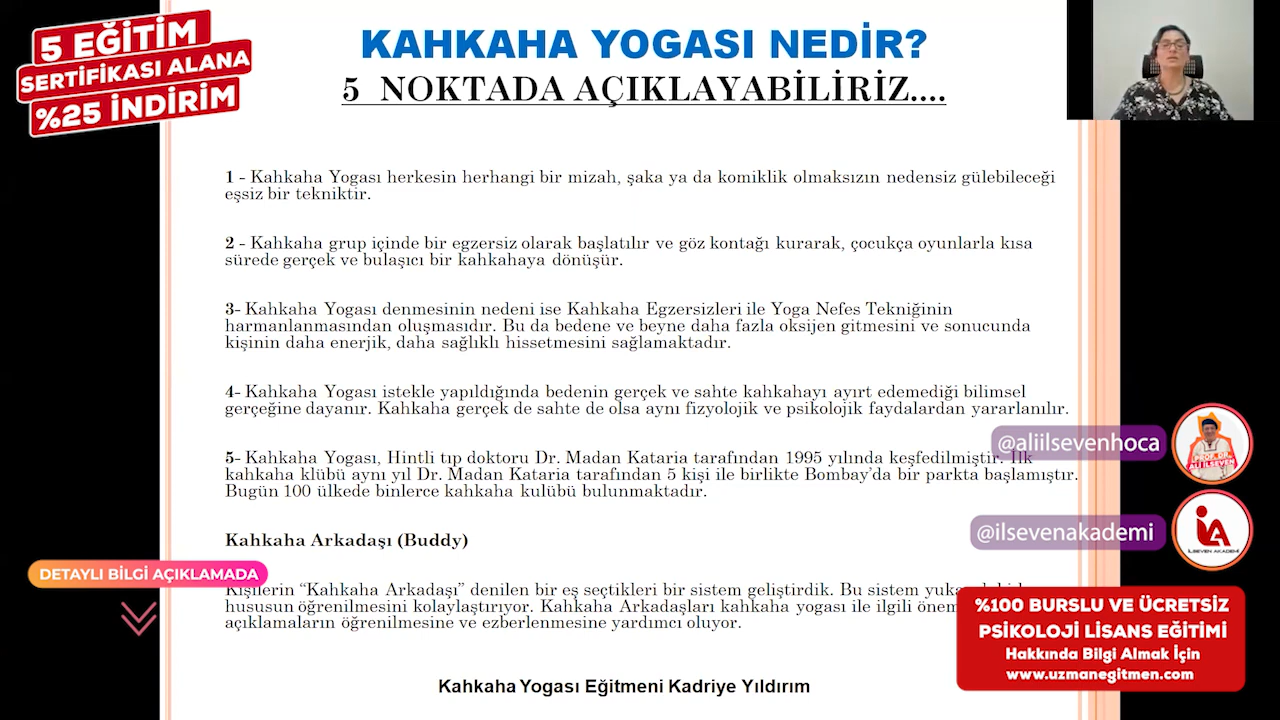 5 EĞİTİM
SERTİFİKASI ALANA
%25 İNDİRİM
KAHKAHA YOGASI NEDİR?
5 NOKTADA AÇIKLAYABİLİRİZ....
1 - Kahkaha Yogası herkesin herhangi bir mizah, şaka ya da komiklik olmaksızın nedensiz gülebileceği
eşsiz bir tekniktir.
2 - Kahkaha grup içinde bir egzersiz olarak başlatılır ve göz kontağı kurarak, çocukça oyunlarla kısa
sürede gerçek ve bulaşıcı bir kahkahaya dönüşür.
3- Kahkaha Yogası denmesinin nedeni ise Kahkaha Egzersizleri ile Yoga Nefes Tekniğinin
harmanlanmasından oluşmasıdır. Bu da bedene ve beyne daha fazla oksijen gitmesini ve sonucunda
kişinin daha enerjik, daha sağlıklı hissetmesini sağlamaktadır.
4- Kahkaha Yogası istekle yapıldığında bedenin gerçek ve sahte kahkahayı ayırt edemediği bilimsel
gerçeğine dayanır. Kahkaha gerçek de sahte de olsa aynı fizyolojik ve psikolojik faydalardan yararlanılır.
5- Kahkaha Yogası, Hintli tıp doktoru Dr. Madan Kataria tarafından 1995 yılında keşfedilmiştir. İlk
kahkaha klübü aynı yıl Dr. Madan Kataria tarafından 5 kişi ile birlikte Bombay'da bir parkta başlamıştır.
Bugün 100 ülkede binlerce kahkaha kulübü bulunmaktadır.
Kahkaha Arkadaşı (Buddy)
Kişilerin “Kahkaha Arkadaşı” denilen bir eş seçtikleri bir sistem geliştirdik. Bu sistem
hususun öğrenilmesini kolaylaştırıyor. Kahkaha Arkadaşları kahkaha yogası ile ilgili
açıklamaların öğrenilmesine ve ezberlenmesine yardımcı oluyor.
Kahkaha Yogası Eğitmeni Kadriye Yıldırım
@aliilsevenhoca
PROF. DR.
ALİ İLSEVEN
@ilsevenakademi
İLSEVEN AKADEMİ
DETAYLI BİLGİ AÇIKLAMADA
%100 BURSLU VE ÜCRETSİZ
PSİKOLOJİ LİSANS EĞİTİMİ
Hakkında Bilgi Almak İçin
www.uzmanegitmen.com